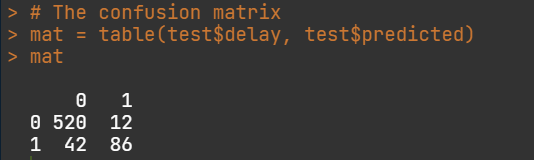 > # The confusion matrix
> mat = table(test$delay, test$predicted)
> mat
      0   1
  0 520  12
  1  42  86